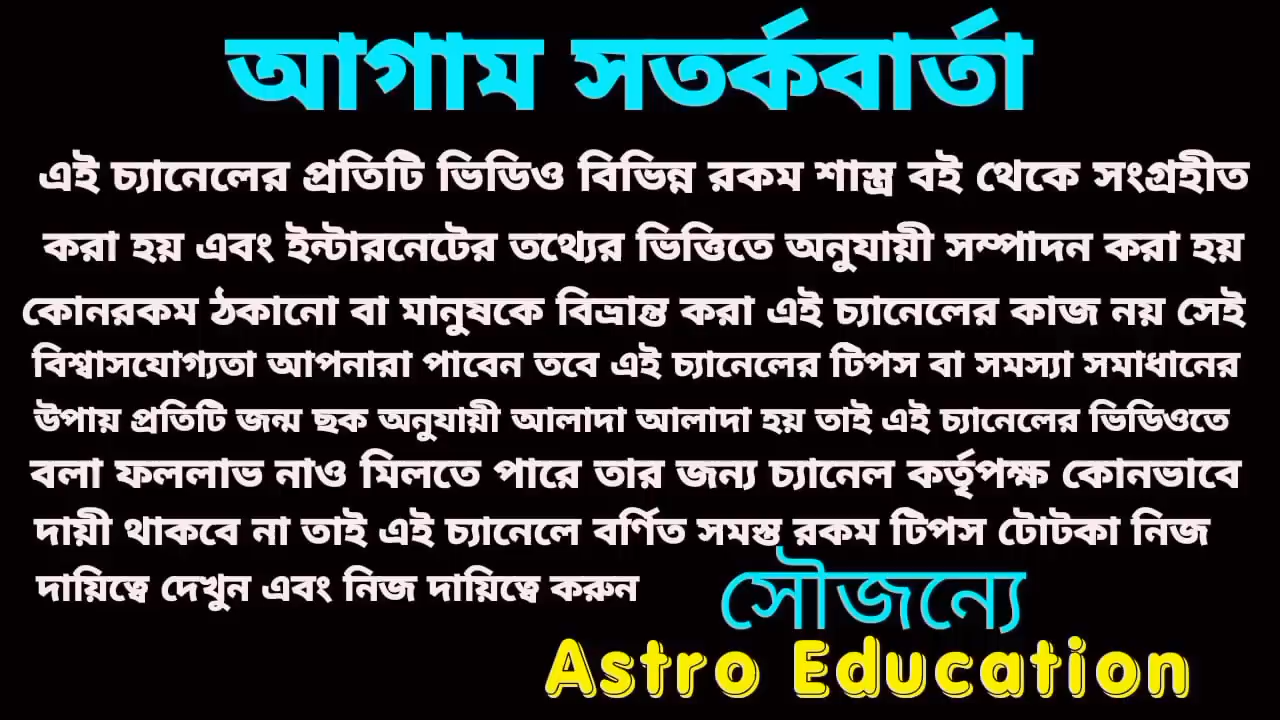 আগাম সতর্কবার্তা
এই চ্যানেলের প্রতিটি ভিডিও বিভিন্ন রকম শাস্ত্র বই থেকে সংগ্রহীত
করা হয় এবং ইন্টারনেটের তথ্যের ভিত্তিতে অনুযায়ী সম্পাদন করা হয়
কোনরকম ঠকানো বা মানুষকে বিভ্রান্ত করা এই চ্যানেলের কাজ নয় সেই
বিশ্বাসযোগ্যতা আপনারা পাবেন তবে এই চ্যানেলের টিপস বা সমস্যা সমাধানের
উপায় প্রতিটি জন্ম ছক অনুযায়ী আলাদা আলাদা হয় তাই এই চ্যানেলের ভিডিওতে
বলা ফললাভ নাও মিলতে পারে তার জন্য চ্যানেল কর্তৃপক্ষ কোনভাবে
দায়ী থাকবে না তাই এই চ্যানেলে বর্ণিত সমস্ত রকম টিপস টোটকা নিজ
দায়িত্বে দেখুন এবং নিজ দায়িত্বে করুন
সৌজন্যে
Astro Education